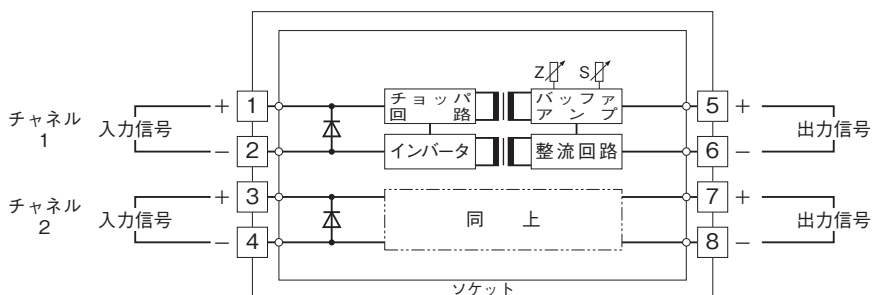 Z S
チョッパ
回路
バッファ
アンプ
チャネル
1
入力信号
+ 1
5 +
出力信号
− 2
インバータ
整流回路
6 −
チャネル
2
入力信号
+ 3
同上
7 +
出力信号
− 4
8 −
ソケット